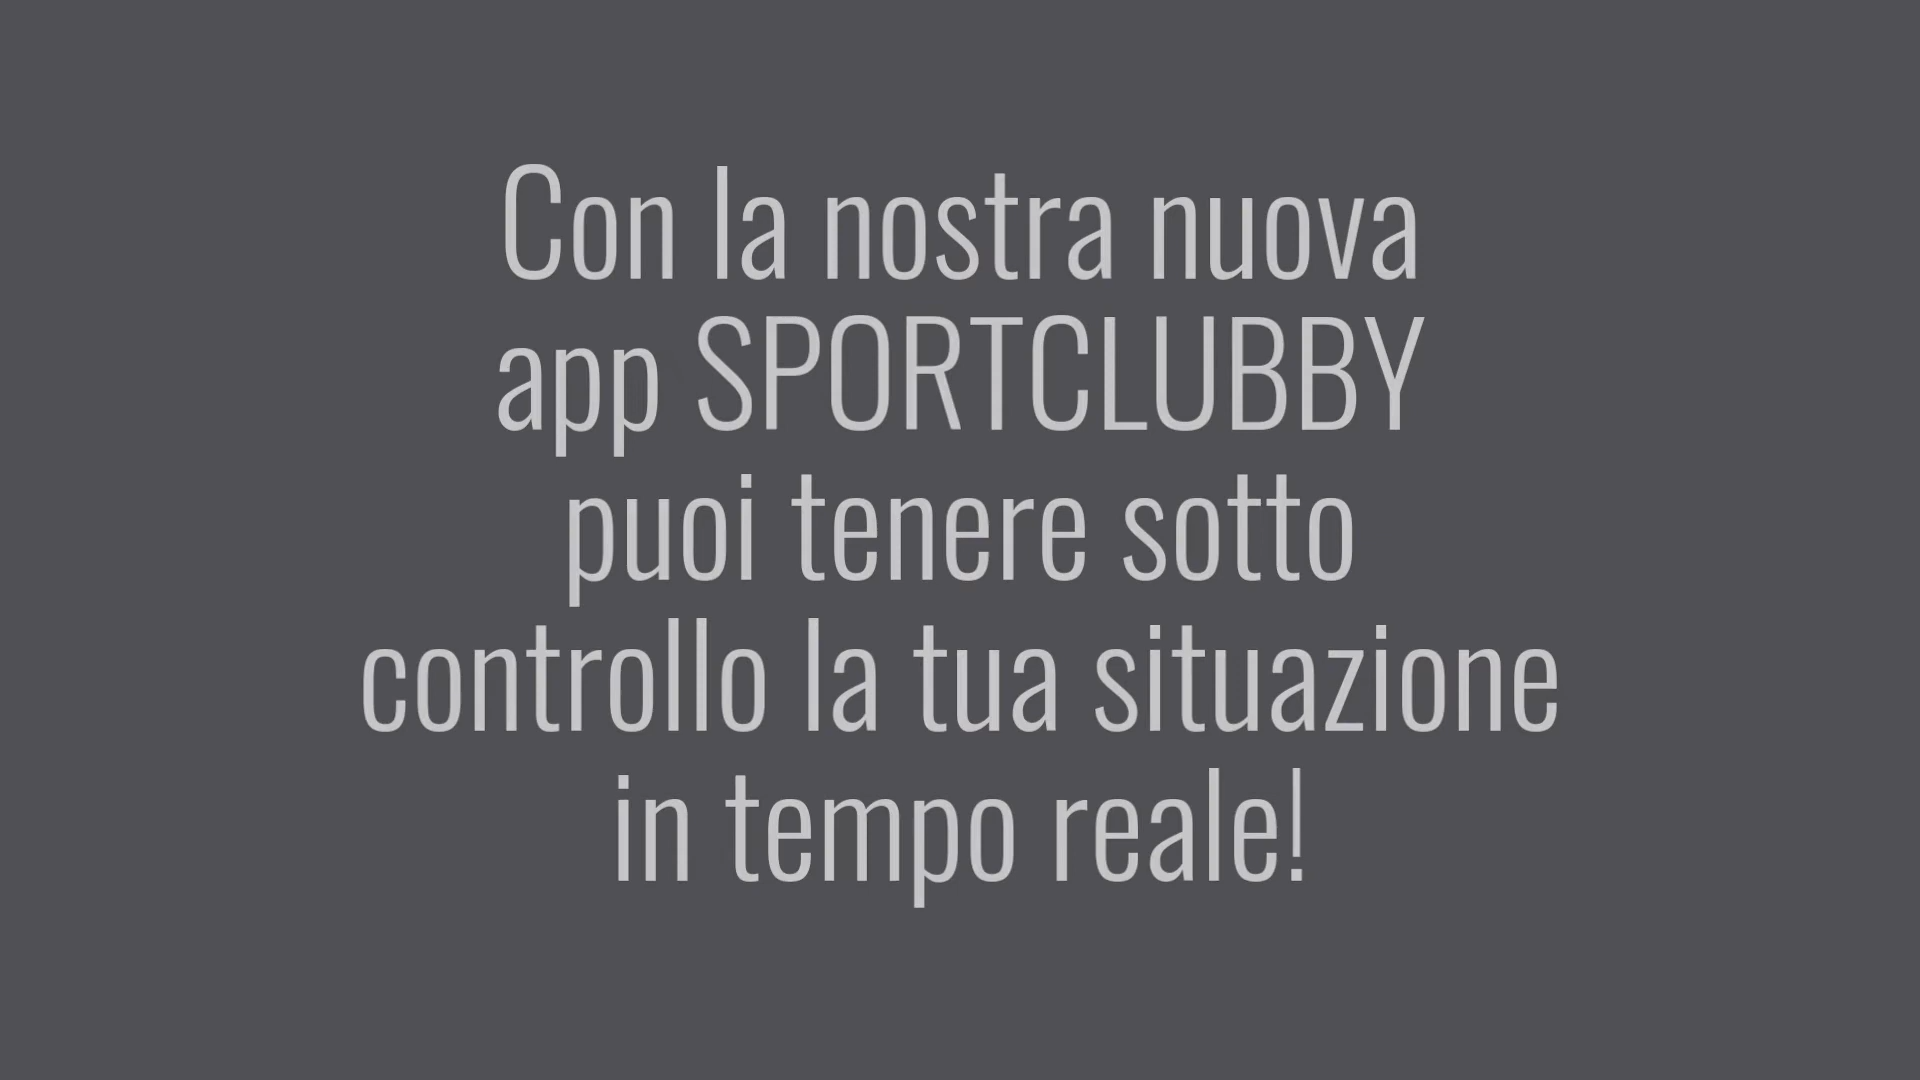 Con la nostra nuova
app SPORTCLUBBY
puoi tenere sotto
controllo la tua situazione
in tempo reale!